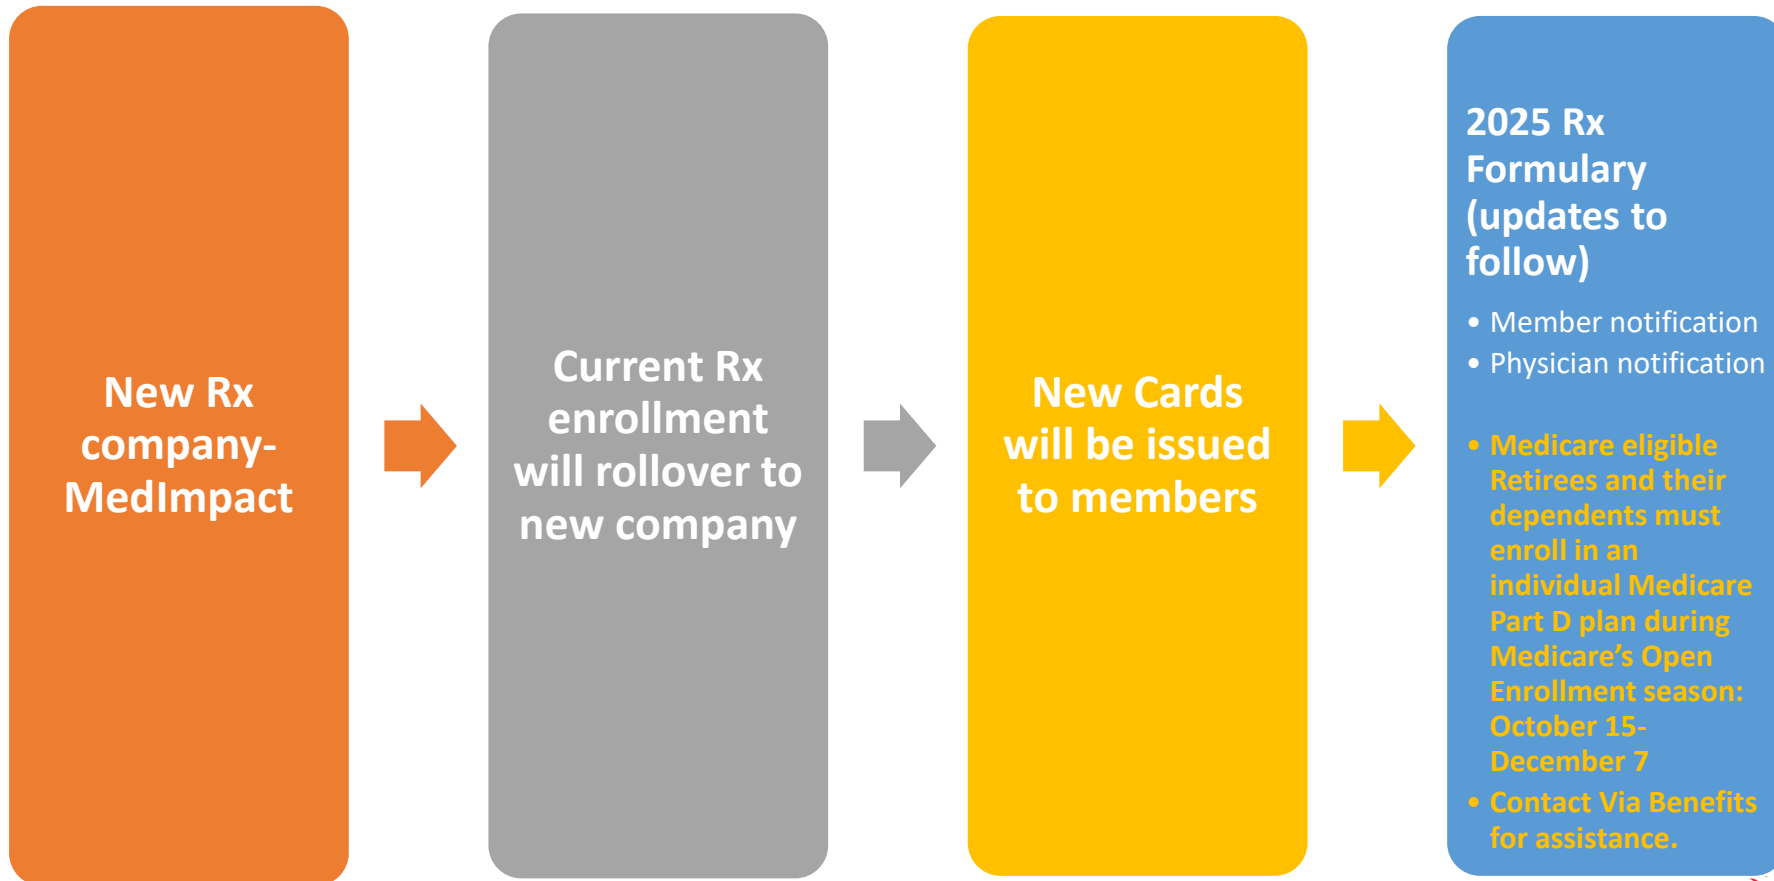 New Rx
company-
MedImpact
Current Rx
enrollment
will rollover to
new company
New Cards
will be issued
to members
2025 Rx
Formulary
(updates to
follow)
• Member notification
• Physician notification
• Medicare eligible
Retirees and their
dependents must
enroll in an
individual Medicare
Part D plan during
Medicare’s Open
Enrollment season:
October 15-
December 7
• Contact Via Benefits
for assistance.